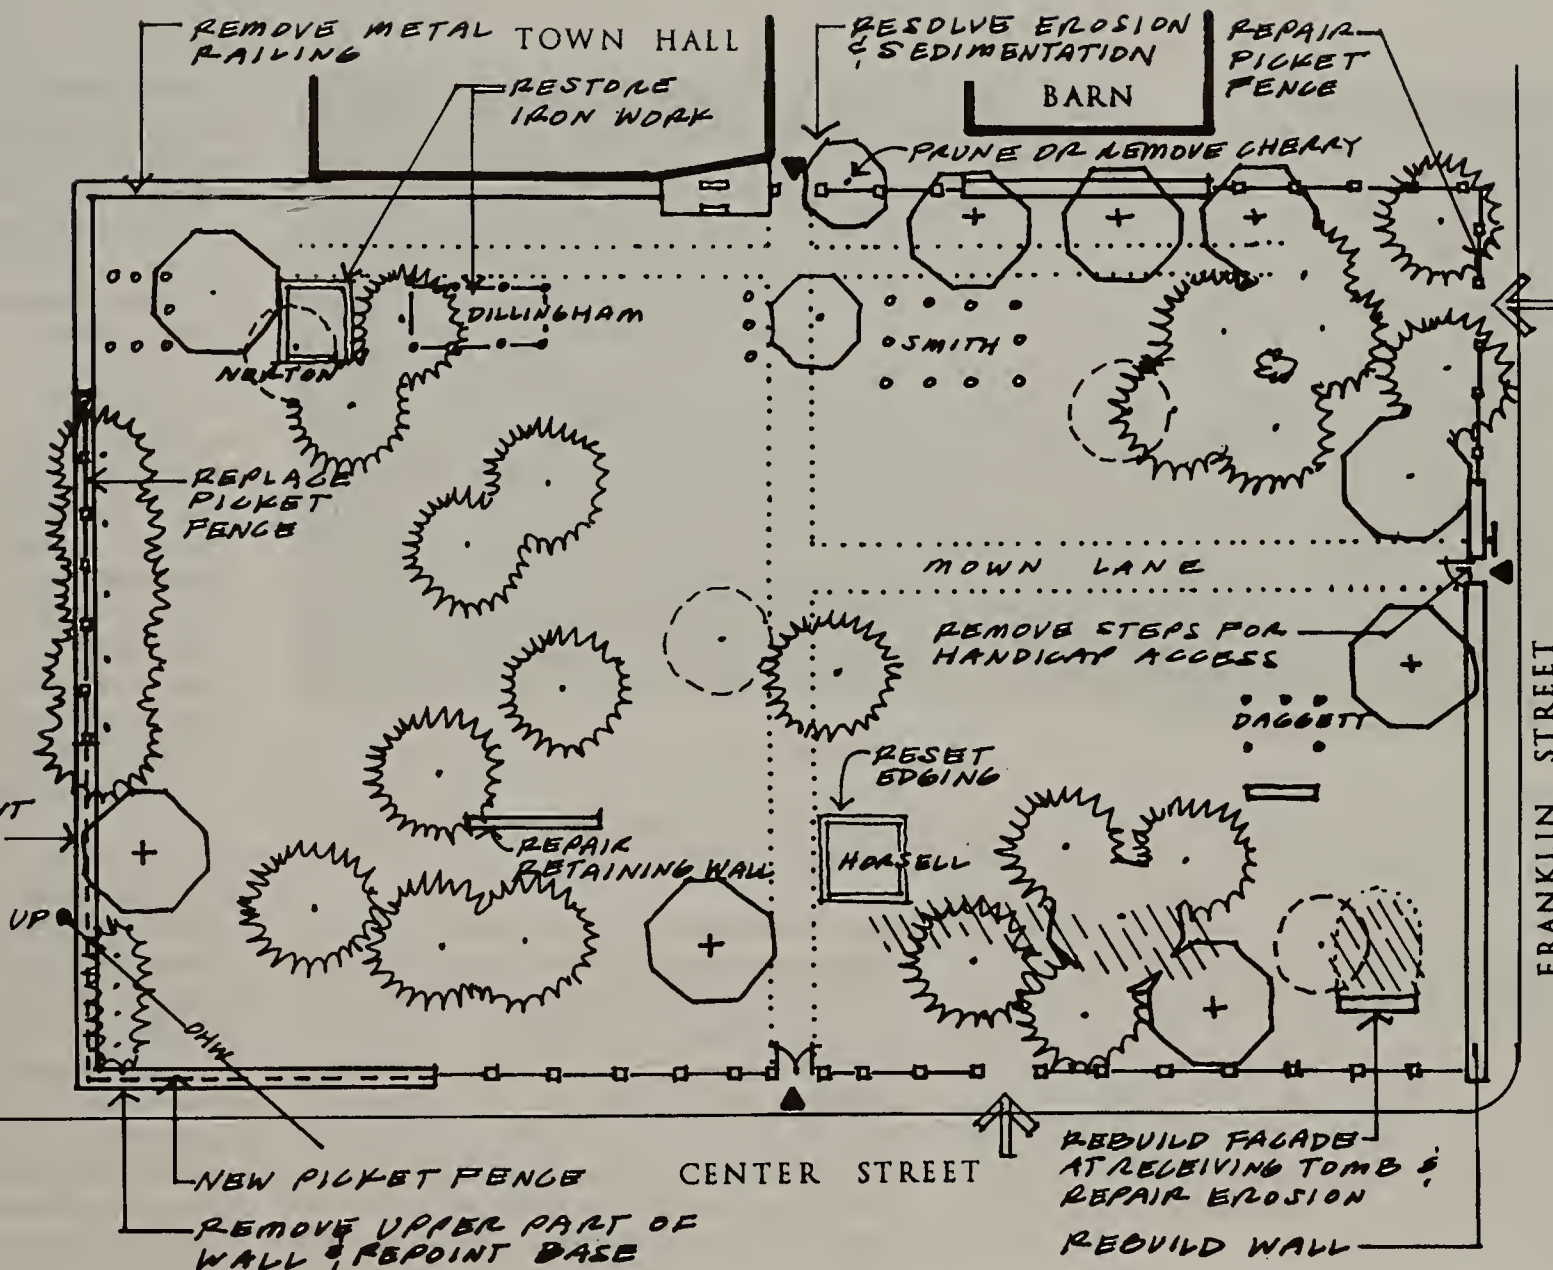 REMOVE METAL
RAILING
TOWN HALL
RESTORE
IRON WORK
RESOLVE EROSION
& SEDIMENTATION
BARN
REPAIR
PICKET
FENCE
PRUNE OR REMOVE CHERRY
DILLINGHAM
SMITH
NEWTON
REPLACE
PICKET
FENCE
MOWN LANE
REMOVE STEPS FOR
HANDICAP ACCESS
FRANKLIN STREET
DAGGETT
RESET
EDGING
REPAIR
RETAINING WALL
HORSELL
UP
OHW
NEW PICKET FENCE
CENTER STREET
REMOVE UPPER PART OF
WALL & REPOINT BASE
REBUILD FACADE
AT RECEIVING TOMB &
REPAIR EROSION
REBUILD WALL